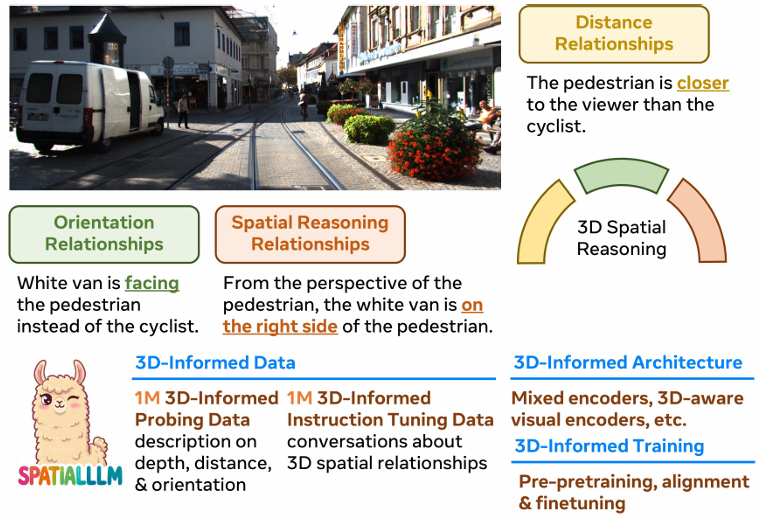 Distance
Relationships
The pedestrian is closer
to the viewer than the
cyclist.
3D Spatial
Reasoning
Orientation
Relationships
White van is facing
the pedestrian
instead of the cyclist.
Spatial Reasoning
Relationships
From the perspective of the
pedestrian, the white van is on
the right side of the pedestrian.
SPATIALLLM
3D-Informed Data
1M 3D-Informed
Probing Data
description on
depth, distance,
& orientation
1M 3D-Informed
Instruction Tuning Data
conversations about
3D spatial relationships
3D-Informed Architecture
Mixed encoders, 3D-aware
visual encoders, etc.
3D-Informed Training
Pre-pretraining, alignment
& finetuning